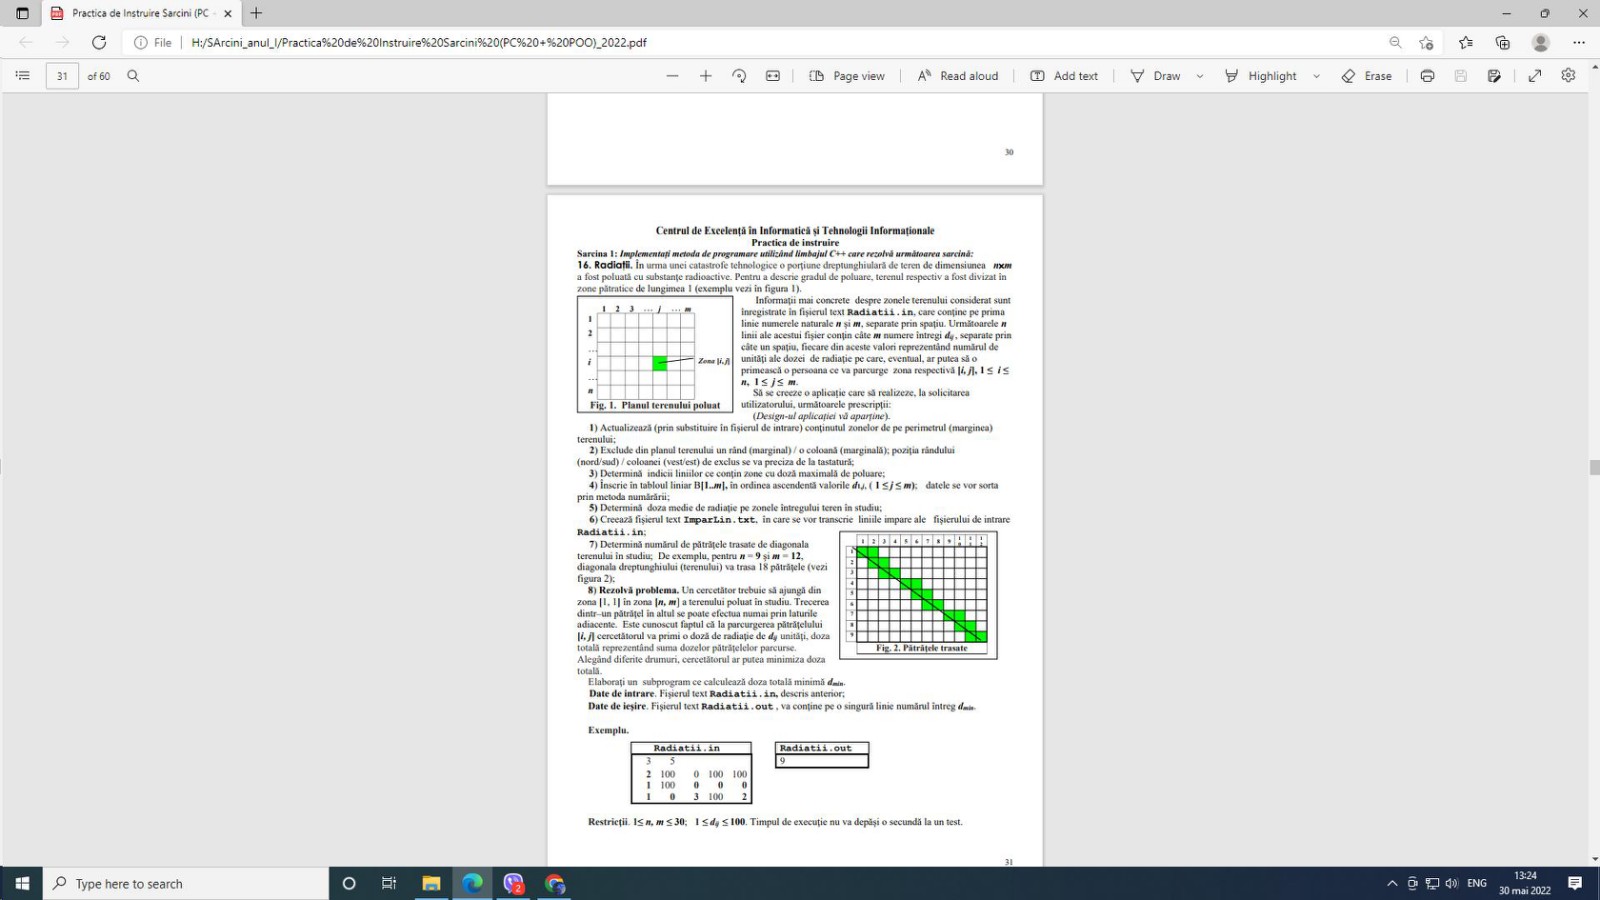 Practica de Instruire Sarcini (PC -
File
H:/SArcini_anul_I/Practica%20de%20Instruire%20Sarcini%20(PC%20+%20POO)_2022.pdf
31 of 60
Page view
Read aloud
Add text
Draw
Highlight
Erase
30
Centrul de Excelență în Informatică și Tehnologii Informaționale
Practica de instruire
Sarcina 1: Implementați metoda de programare utilizând limbajul C++ care rezolvă următoarea sarcină:
16. Radiații. În urma unei catastrofe tehnologice o porțiune dreptunghiulară de teren de dimensiunea n×m
a fost poluată cu substanțe radioactive. Pentru a descrie gradul de poluare, terenul respectiv a fost divizat în
zone pătratice de lungimea 1 (exemplu vezi în figura 1).
1 2 3 ... j ... m
1
2
...
i
...
n
Zona [i,j]
Fig. 1. Planul terenului poluat
Informații mai concrete despre zonele terenului considerat sunt
înregistrate în fișierul text Radiatii.in, care conține pe prima
linie numerele naturale n și m, separate prin spațiu. Următoarele n
linii ale acestui fișier conțin câte m numere întregi dij, separate prin
câte un spațiu, fiecare din aceste valori reprezentând numărul de
unități ale dozei de radiație pe care, eventual, ar putea să o
primească o persoana ce va parcurge zona respectivă [i, j], 1 ≤ i ≤
n, 1 ≤ j ≤ m.
Să se creeze o aplicație care să realizeze, la solicitarea
utilizatorului, următoarele prescripții:
(Design-ul aplicației vă aparține).
1) Actualizează (prin substituire în fișierul de intrare) conținutul zonelor de pe perimetrul (marginea)
terenului;
2) Exclude din planul terenului un rând (marginal) / o coloană (marginală); poziția rândului
(nord/sud) / coloanei (vest/est) de exclus se va preciza de la tastatură;
3) Determină indicii liniilor ce conțin zone cu doză maximală de poluare;
4) Înscrie în tabloul liniar B[1..m], în ordinea ascendentă valorile d1,j, ( 1 ≤ j ≤ m); datele se vor sorta
prin metoda numărării;
5) Determină doza medie de radiație pe zonele întregului teren în studiu;
6) Creează fișierul text ImparLin.txt, în care se vor transcrie liniile impare ale fișierului de intrare
Radiatii.in;
7) Determină numărul de pătrățele trasate de diagonala
terenului în studiu; De exemplu, pentru n = 9 și m = 12,
diagonala dreptunghiului (terenului) va trasa 18 pătrățele (vezi
figura 2);
8) Rezolvă problema. Un cercetător trebuie să ajungă din
zona [1, 1] în zona [n, m] a terenului poluat în studiu. Trecerea
dintr–un pătrățel în altul se poate efectua numai prin laturile
adiacente. Este cunoscut faptul că la parcurgerea pătrățelului
[i, j] cercetătorul va primi o doză de radiație de dij unități, doza
totală reprezentând suma dozelor pătrățelelor parcurse.
Alegând diferite drumuri, cercetătorul ar putea minimiza doza
totală.
1 2 3 4 5 6 7 8 9 10 11 12
1
2
3
4
5
6
7
8
9
Fig. 2. Pătrățele trasate
Elaborați un subprogram ce calculează doza totală minimă dmin.
Date de intrare. Fișierul text Radiatii.in, descris anterior;
Date de ieșire. Fișierul text Radiatii.out , va conține pe o singură linie numărul întreg dmin.
Exemplu.
Radiatii.in
3 5
2 100 0 100 100
1 100 0 0 0
1 0 3 100 2
Radiatii.out
9
Restricții. 1≤ n, m ≤ 30; 1 ≤ dij ≤ 100. Timpul de execuție nu va depăși o secundă la un test.
31
Type here to search
2
ENG
13:24
30 mai 2022